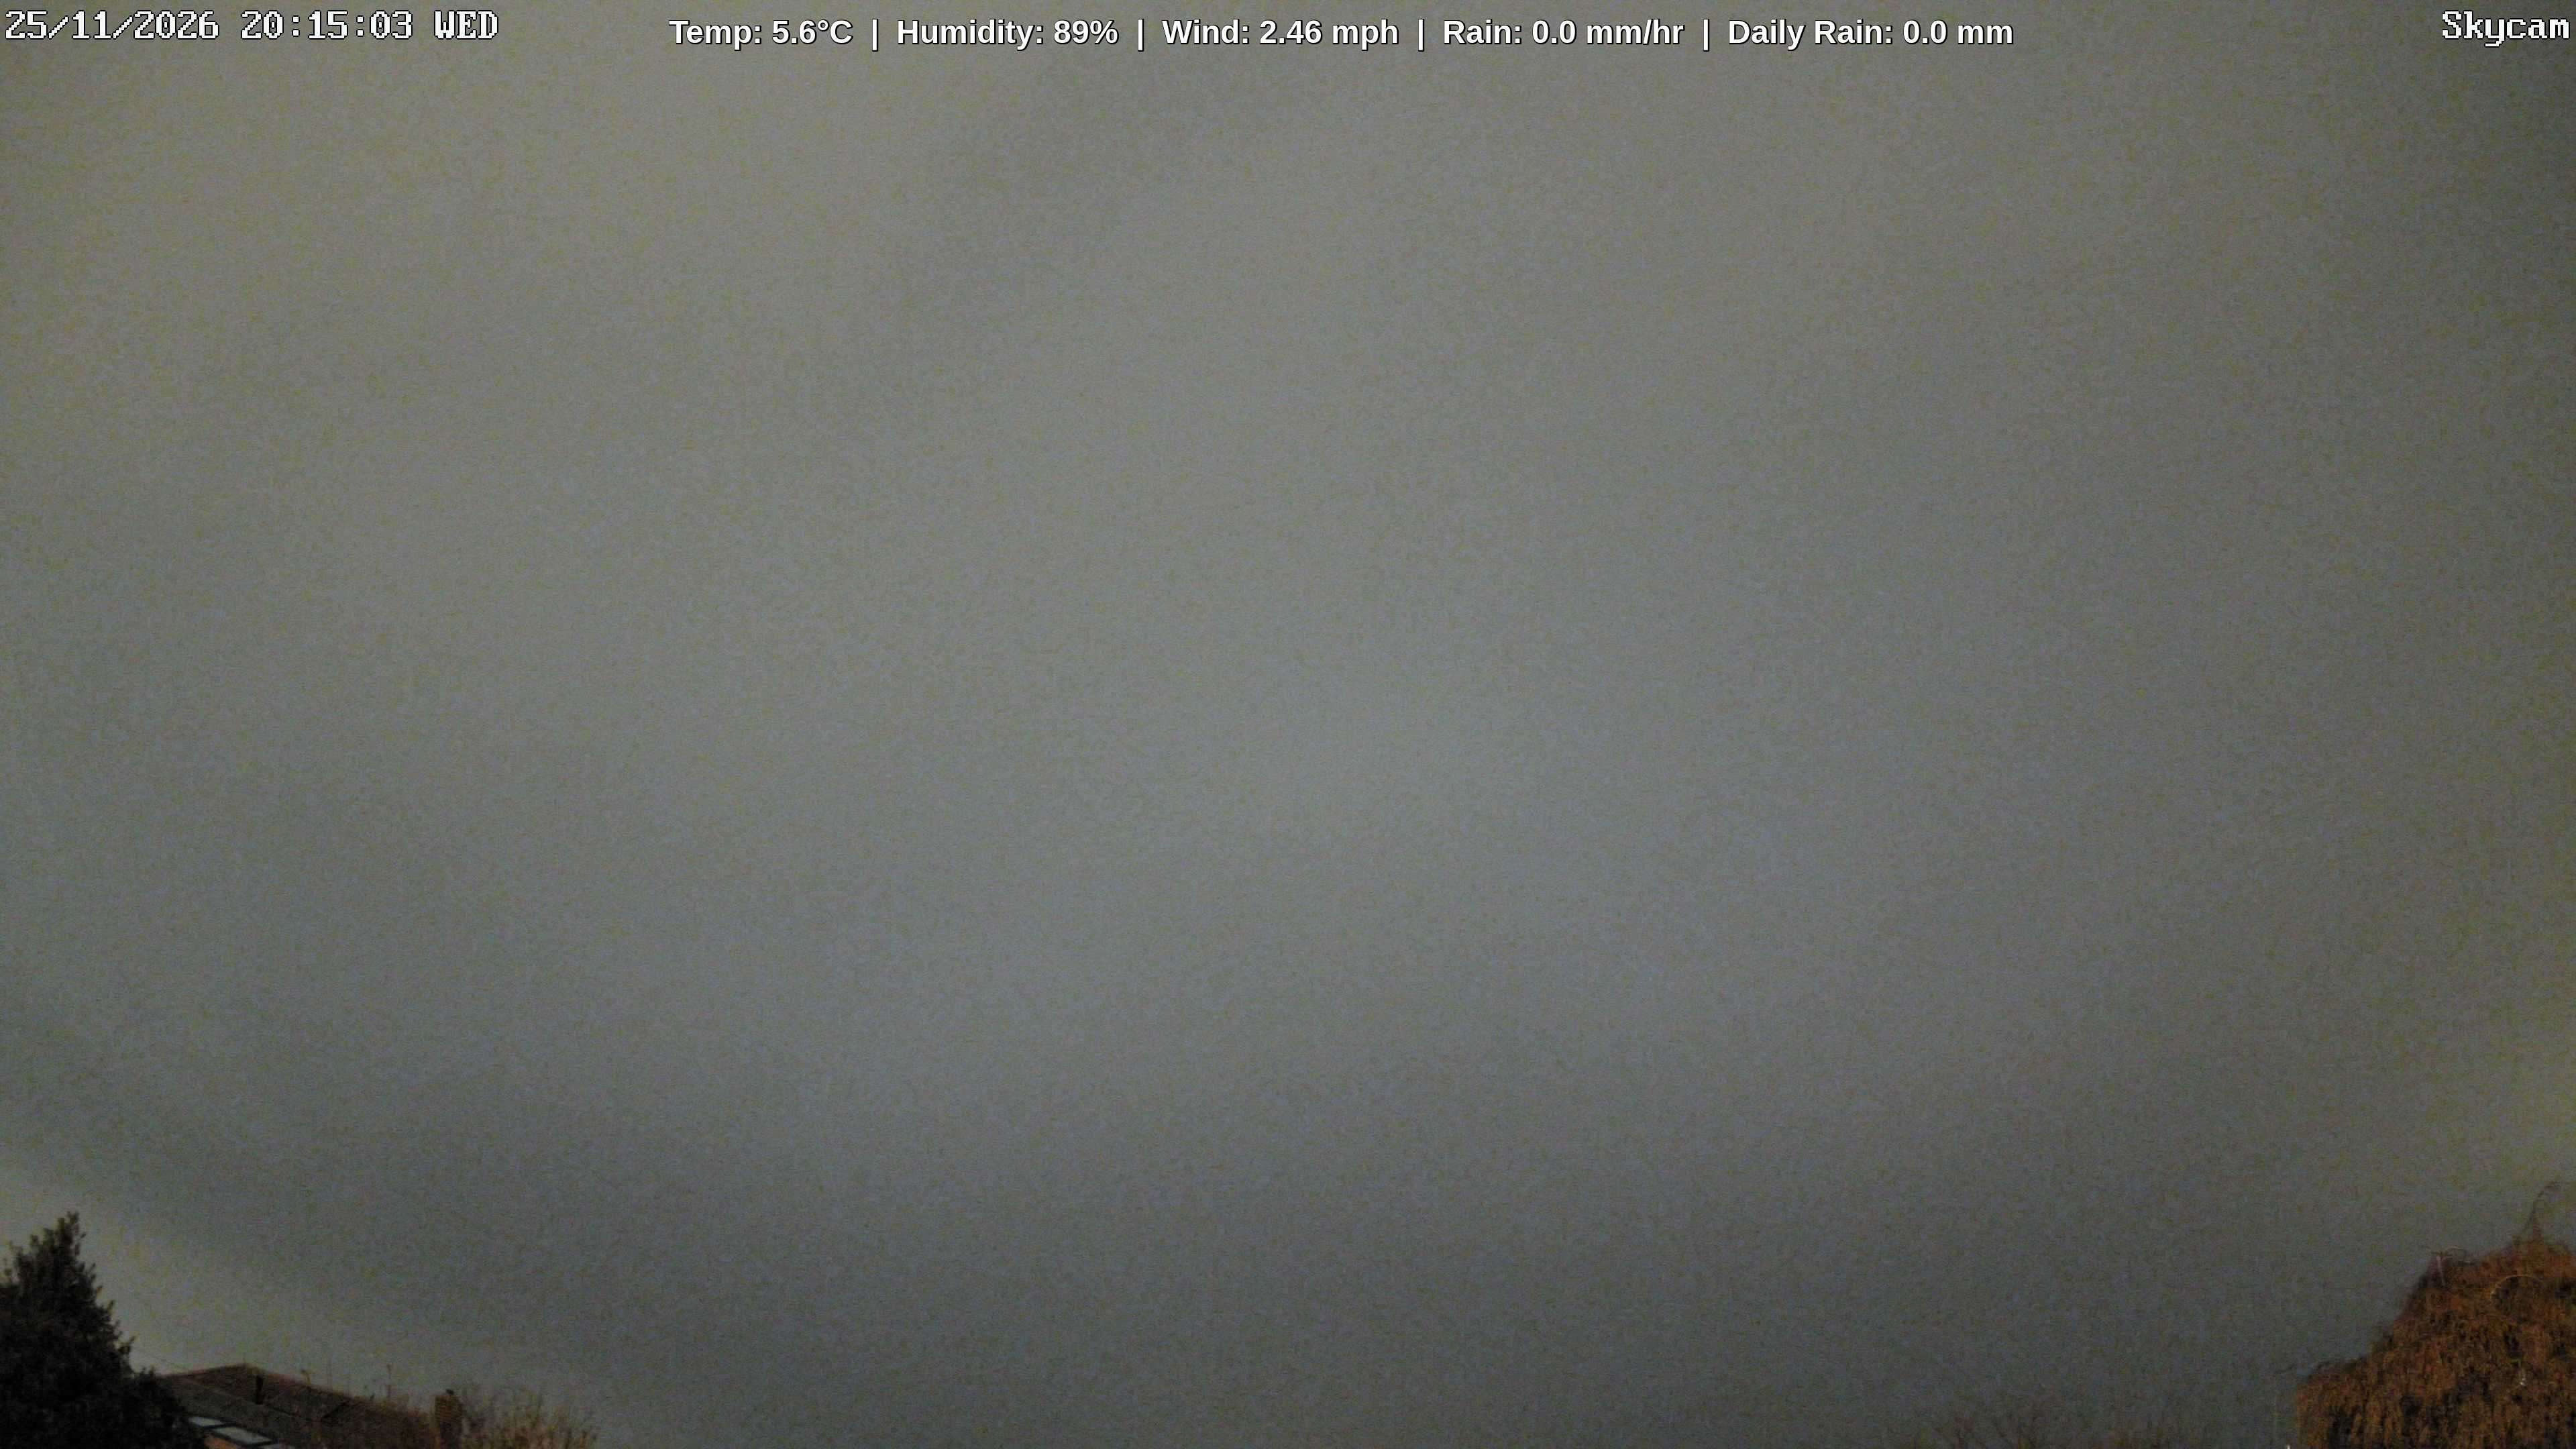 25/11/2026 20:15:03 WED
Temp: 5.6°C | Humidity: 89% | Wind: 2.46 mph | Rain: 0.0 mm/hr | Daily Rain: 0.0 mm
Skycam